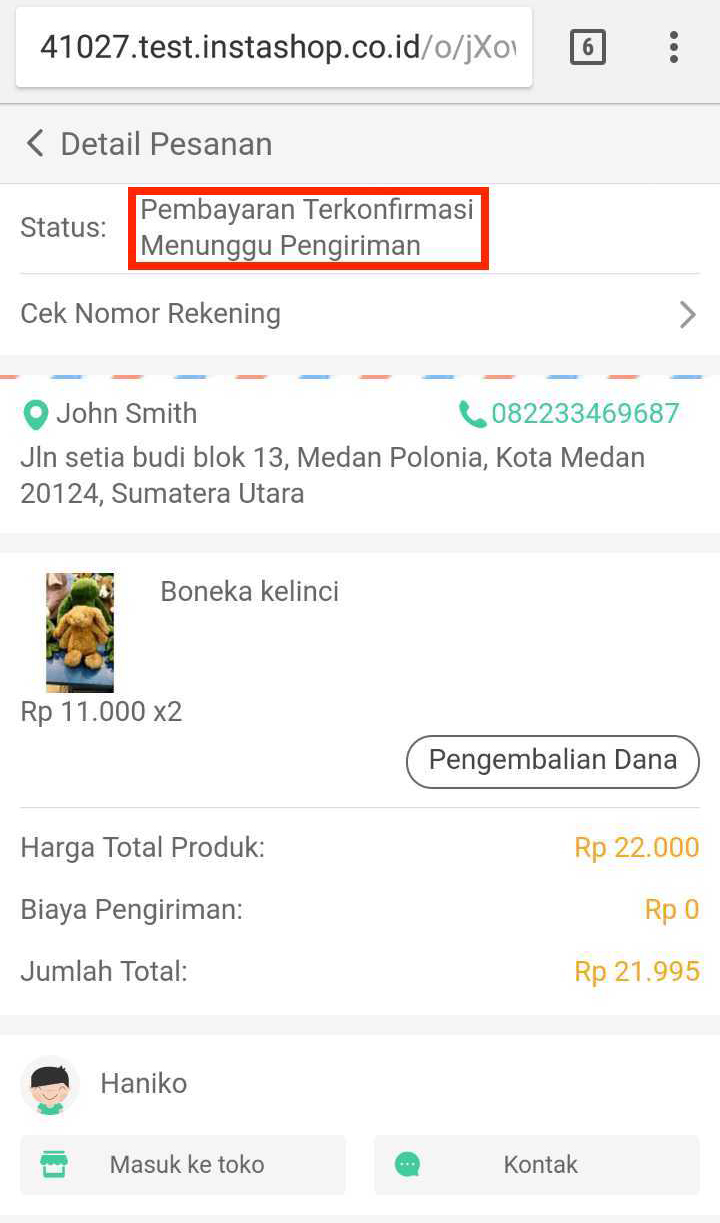 41027.test.instashop.co.id/o/jXo
6
Detail Pesanan
Status:
Pembayaran Terkonfirmasi
Menunggu Pengiriman
Cek Nomor Rekening
John Smith
082233469687
Jln setia budi blok 13, Medan Polonia, Kota Medan
20124, Sumatera Utara
Boneka kelinci
Rp 11.000 x2
Pengembalian Dana
Harga Total Produk: Rp 22.000
Biaya Pengiriman: Rp 0
Jumlah Total: Rp 21.995
Haniko
Masuk ke toko
Kontak